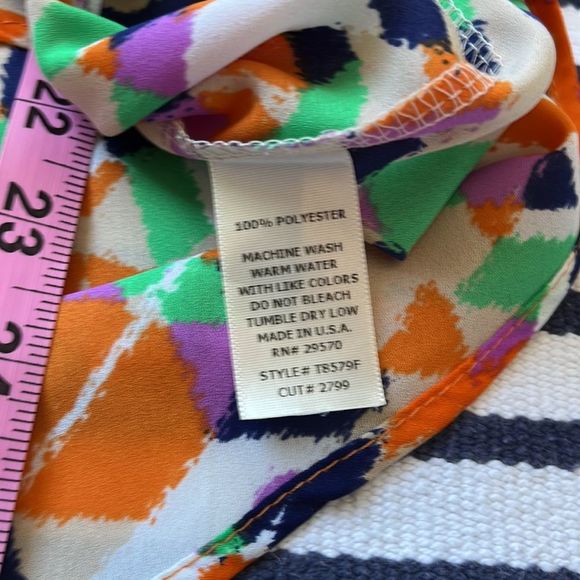 100% POLYESTER
MACHINE WASH
WARM WATER
WITH LIKE COLORS
DO NOT BLEACH
TUMBLE DRY LOW
MADE IN U.S.A.
RN# 29570
STYLE# T8579F
CUT# 2799
22
23
24